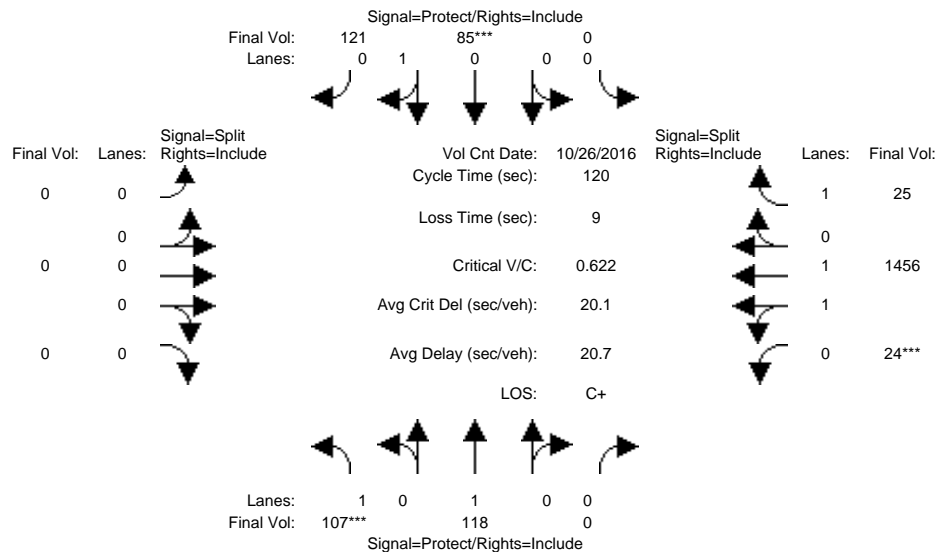 Signal=Protect/Rights=Include
Final Vol: 121 85*** 0
Lanes: 0 1 0 0 0
Signal=Split
Final Vol: Lanes: Rights=Include
Vol Cnt Date: 10/26/2016
Signal=Split
Rights=Include Lanes: Final Vol:
Cycle Time (sec): 120
0 0
1 25
Loss Time (sec): 9
0
0
0 0
Critical V/C: 0.622
1 1456
0
Avg Crit Del (sec/veh): 20.1
1
0 0
Avg Delay (sec/veh): 20.7
0 24***
LOS: C+
Lanes: 1 0 1 0 0
Final Vol: 107*** 118 0
Signal=Protect/Rights=Include